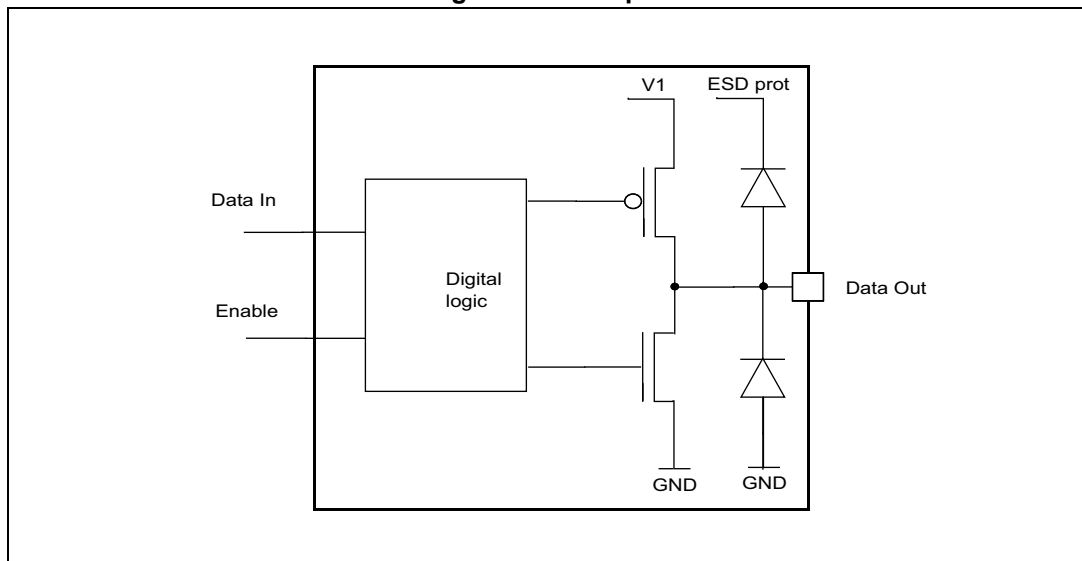 V1
ESD prot
Data In
Digital
logic
Data Out
Enable
GND
GND